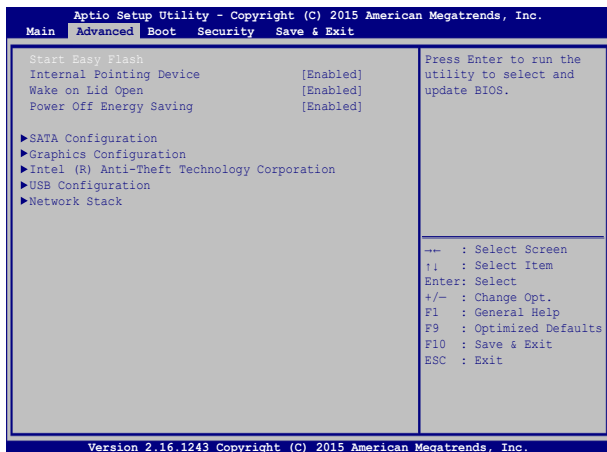 Aptio Setup Utility - Copyright (C) 2015 American Megatrends, Inc.
Main Advanced Boot Security Save & Exit
Start Easy Flash
Internal Pointing Device [Enabled]
Wake on Lid Open [Enabled]
Power Off Energy Saving [Enabled]
▶SATA Configuration
▶Graphics Configuration
▶Intel (R) Anti-Theft Technology Corporation
▶USB Configuration
▶Network Stack
Press Enter to run the
utility to select and
update BIOS.
→← : Select Screen
↑↓ : Select Item
Enter: Select
+/— : Change Opt.
F1 : General Help
F9 : Optimized Defaults
F10 : Save & Exit
ESC : Exit
Version 2.16.1243 Copyright (C) 2015 American Megatrends, Inc.